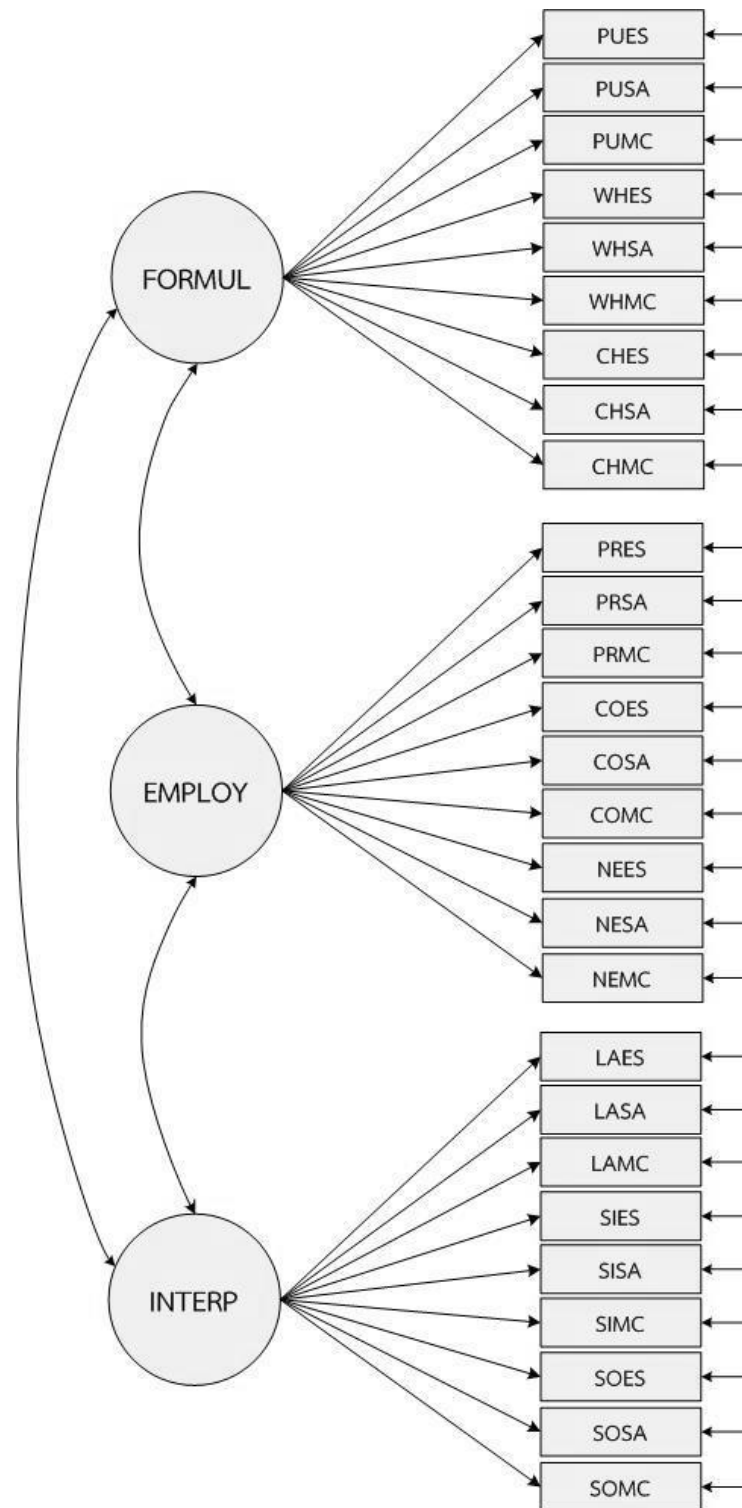 PUES
PUSA
PUMC
WHES
WHSA
FORMUL
WHMC
CHES
CHSA
CHMC
PRES
PRSA
PRMC
COES
COSA
EMPLOY
COMC
NEES
NESA
NEMC
LAES
LASA
LAMC
SIES
SISA
INTERP
SIMC
SOES
SOSA
SOMC